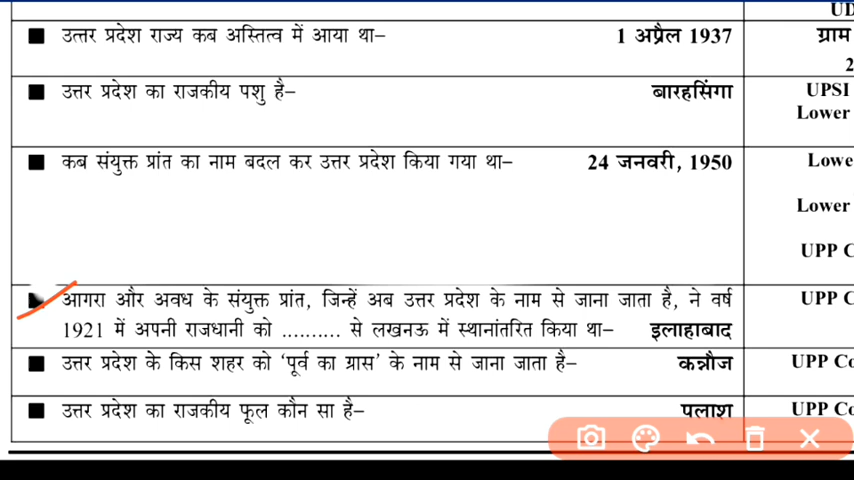 UD
■ उत्तर प्रदेश राज्य कब अस्तित्व में आया था– 1 अप्रैल 1937 ग्राम
2
■ उत्तर प्रदेश का राजकीय पशु है– बारहसिंगा UPSI
Lower
■ कब संयुक्त प्रांत का नाम बदल कर उत्तर प्रदेश किया गया था– 24 जनवरी, 1950 Lowe
Lower
UPP C
■ आगरा और अवध के संयुक्त प्रांत, जिन्हें अब उत्तर प्रदेश के नाम से जाना जाता है, ने वर्ष UPP C
1921 में अपनी राजधानी को .......... से लखनऊ में स्थानांतरित किया था– इलाहाबाद
■ उत्तर प्रदेश के किस शहर को ‘पूर्व का ग्रास’ के नाम से जाना जाता है– कन्नौज UPP Co
■ उत्तर प्रदेश का राजकीय फूल कौन सा है– पलाश UPP Co